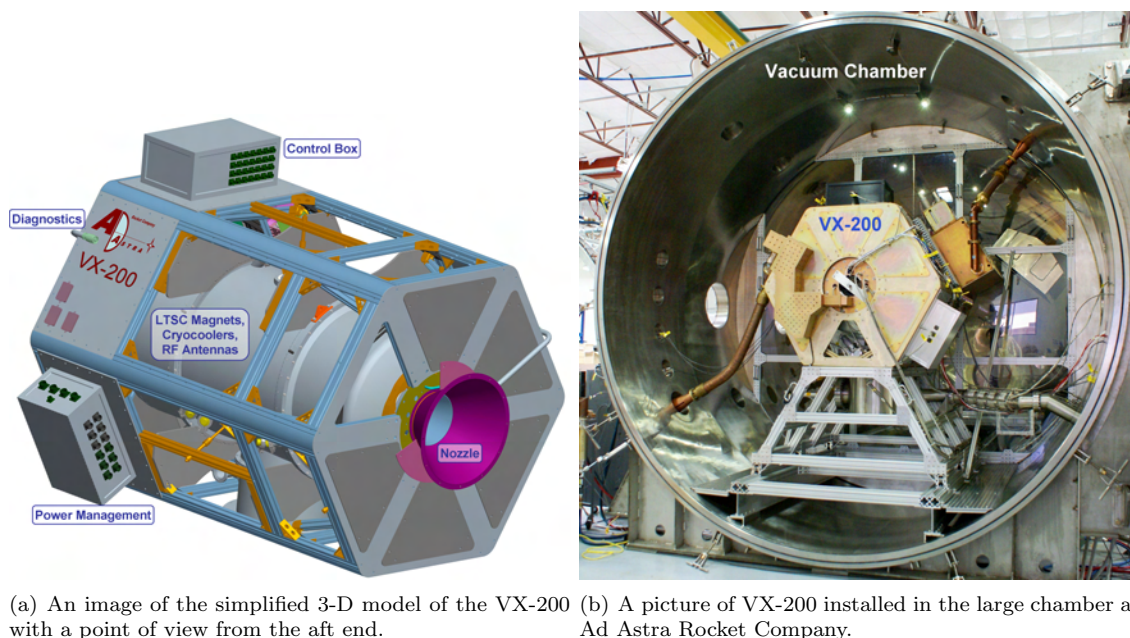 Control Box
Diagnostics
A
ASTRA
VX-200
LTSC Magnets,
Cryocoolers,
RF Antennas
Nozzle
Power Management
Vacuum Chamber
VX-200
(a) An image of the simplified 3-D model of the VX-200
with a point of view from the aft end.
(b) A picture of VX-200 installed in the large chamber a
Ad Astra Rocket Company.